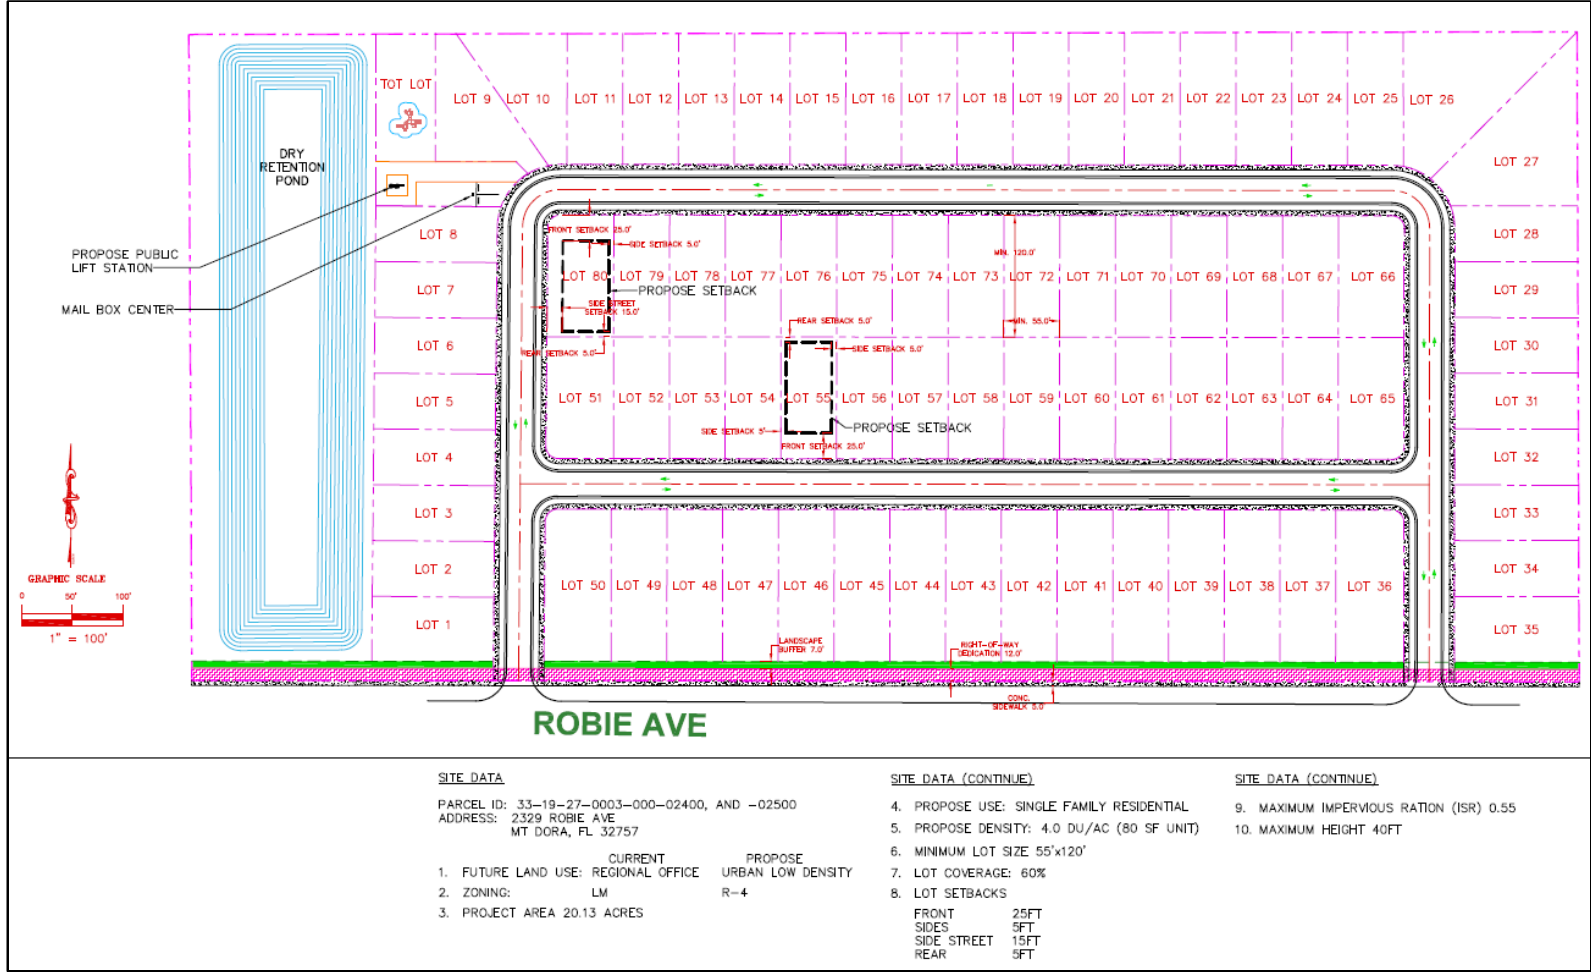 TOT LOT
LOT 9
LOT 10
LOT 11
LOT 12
LOT 13
LOT 14
LOT 15
LOT 16
LOT 17
LOT 18
LOT 19
LOT 20
LOT 21
LOT 22
LOT 23
LOT 24
LOT 25
LOT 26
DRY
RETENTION
POND
LOT 27
PROPOSE PUBLIC
LIFT STATION
MAIL BOX CENTER
LOT 8
LOT 7
LOT 6
LOT 5
LOT 4
LOT 3
LOT 2
LOT 1
FRONT SETBACK 25.0'
SIDE SETBACK 5.0'
MIN. 120.0'
LOT 80
LOT 79
LOT 78
LOT 77
LOT 76
LOT 75
LOT 74
LOT 73
LOT 72
LOT 71
LOT 70
LOT 69
LOT 68
LOT 67
LOT 66
PROPOSE SETBACK
SIDE STREET
SETBACK 15.0'
REAR SETBACK 5.0'
MIN. 55.0'
REAR SETBACK 5.0'
SIDE SETBACK 5.0'
LOT 51
LOT 52
LOT 53
LOT 54
LOT 55
LOT 56
LOT 57
LOT 58
LOT 59
LOT 60
LOT 61
LOT 62
LOT 63
LOT 64
LOT 65
SIDE SETBACK 5'
PROPOSE SETBACK
FRONT SETBACK 25.0'
LOT 28
LOT 29
LOT 30
LOT 31
LOT 32
LOT 33
LOT 34
LOT 35
LOT 50
LOT 49
LOT 48
LOT 47
LOT 46
LOT 45
LOT 44
LOT 43
LOT 42
LOT 41
LOT 40
LOT 39
LOT 38
LOT 37
LOT 36
GRAPHIC SCALE
0 50' 100'
1" = 100'
LANDSCAPE
BUFFER 7.0'
RIGHT-OF-WAY
DEDICATION 12.0'
CONC.
SIDEWALK 5.0'
ROBIE AVE
SITE DATA
PARCEL ID: 33-19-27-0003-000-02400, AND -02500
ADDRESS: 2329 ROBIE AVE
MT DORA, FL 32757
CURRENT PROPOSE
1. FUTURE LAND USE: REGIONAL OFFICE URBAN LOW DENSITY
2. ZONING: LM R-4
3. PROJECT AREA 20.13 ACRES
SITE DATA (CONTINUE)
4. PROPOSE USE: SINGLE FAMILY RESIDENTIAL
5. PROPOSE DENSITY: 4.0 DU/AC (80 SF UNIT)
6. MINIMUM LOT SIZE 55'x120'
7. LOT COVERAGE: 60%
8. LOT SETBACKS
FRONT 25FT
SIDES 5FT
SIDE STREET 15FT
REAR 5FT
SITE DATA (CONTINUE)
9. MAXIMUM IMPERVIOUS RATION (ISR) 0.55
10. MAXIMUM HEIGHT 40FT